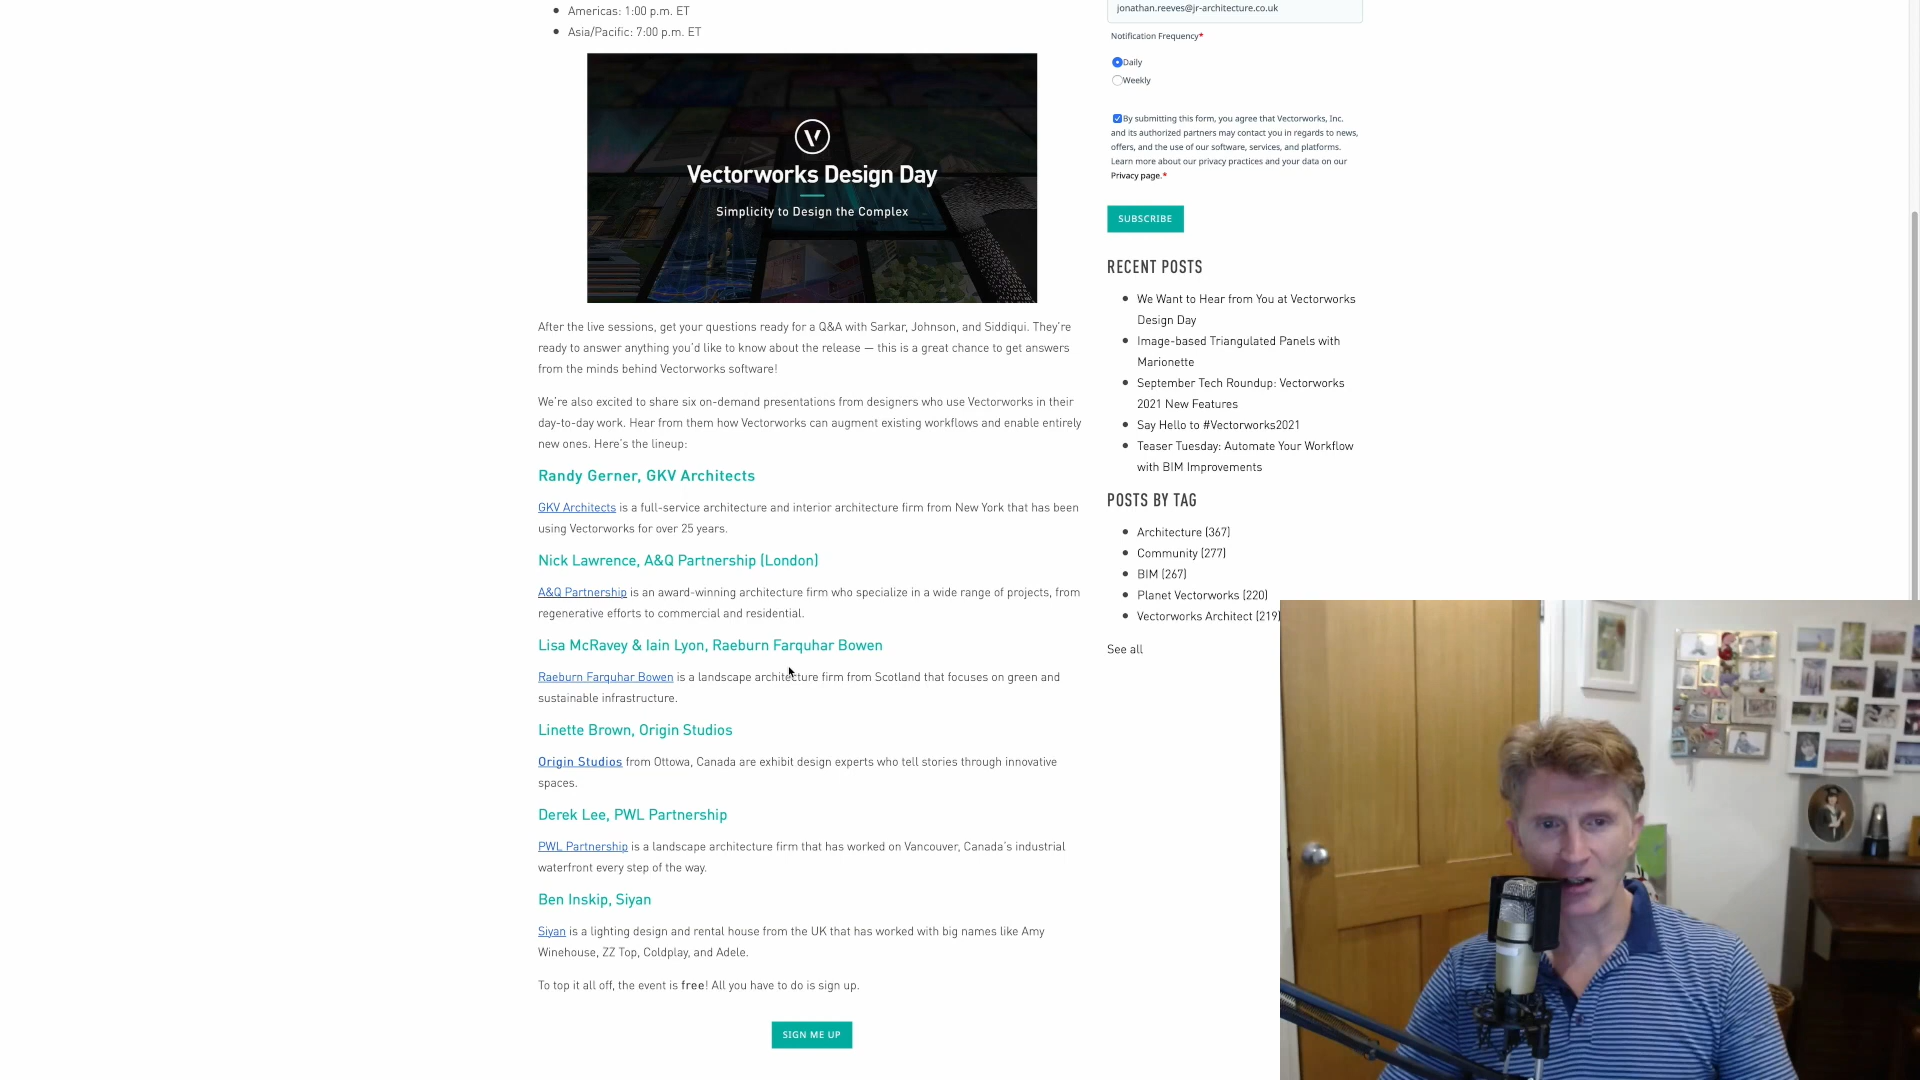 Americas: 1:00 p.m. ET
Asia/Pacific: 7:00 p.m. ET
Vectorworks Design Day
Simplicity to Design the Complex
After the live sessions, get your questions ready for a Q&A with Sarkar, Johnson, and Siddiqui. They're
ready to answer anything you'd like to know about the release — this is a great chance to get answers
from the minds behind Vectorworks software!
We're also excited to share six on-demand presentations from designers who use Vectorworks in their
day-to-day work. Hear from them how Vectorworks can augment existing workflows and enable entirely
new ones. Here's the lineup:
Randy Gerner, GKV Architects
GKV Architects is a full-service architecture and interior architecture firm from New York that has been
using Vectorworks for over 25 years.
Nick Lawrence, A&Q Partnership (London)
A&Q Partnership is an award-winning architecture firm who specialize in a wide range of projects, from
regenerative efforts to commercial and residential.
Lisa McRavey & Iain Lyon, Raeburn Farquhar Bowen
Raeburn Farquhar Bowen is a landscape architecture firm from Scotland that focuses on green and
sustainable infrastructure.
Linette Brown, Origin Studios
Origin Studios from Ottowa, Canada are exhibit design experts who tell stories through innovative
spaces.
Derek Lee, PWL Partnership
PWL Partnership is a landscape architecture firm that has worked on Vancouver, Canada's industrial
waterfront every step of the way.
Ben Inskip, Siyan
Siyan is a lighting design and rental house from the UK that has worked with big names like Amy
Winehouse, ZZ Top, Coldplay, and Adele.
To top it all off, the event is free! All you have to do is sign up.
SIGN ME UP
jonathan.reeves@jr-architecture.co.uk
Notification Frequency*
Daily
Weekly
By submitting this form, you agree that Vectorworks, Inc.
and its authorized partners may contact you in regards to news,
offers, and the use of our software, services, and platforms.
Learn more about our privacy practices and your data on our
Privacy page.*
SUBSCRIBE
RECENT POSTS
We Want to Hear from You at Vectorworks
Design Day
Image-based Triangulated Panels with
Marionette
September Tech Roundup: Vectorworks
2021 New Features
Say Hello to #Vectorworks2021
Teaser Tuesday: Automate Your Workflow
with BIM Improvements
POSTS BY TAG
Architecture (367)
Community (277)
BIM (267)
Planet Vectorworks (220)
Vectorworks Architect (219)
See all